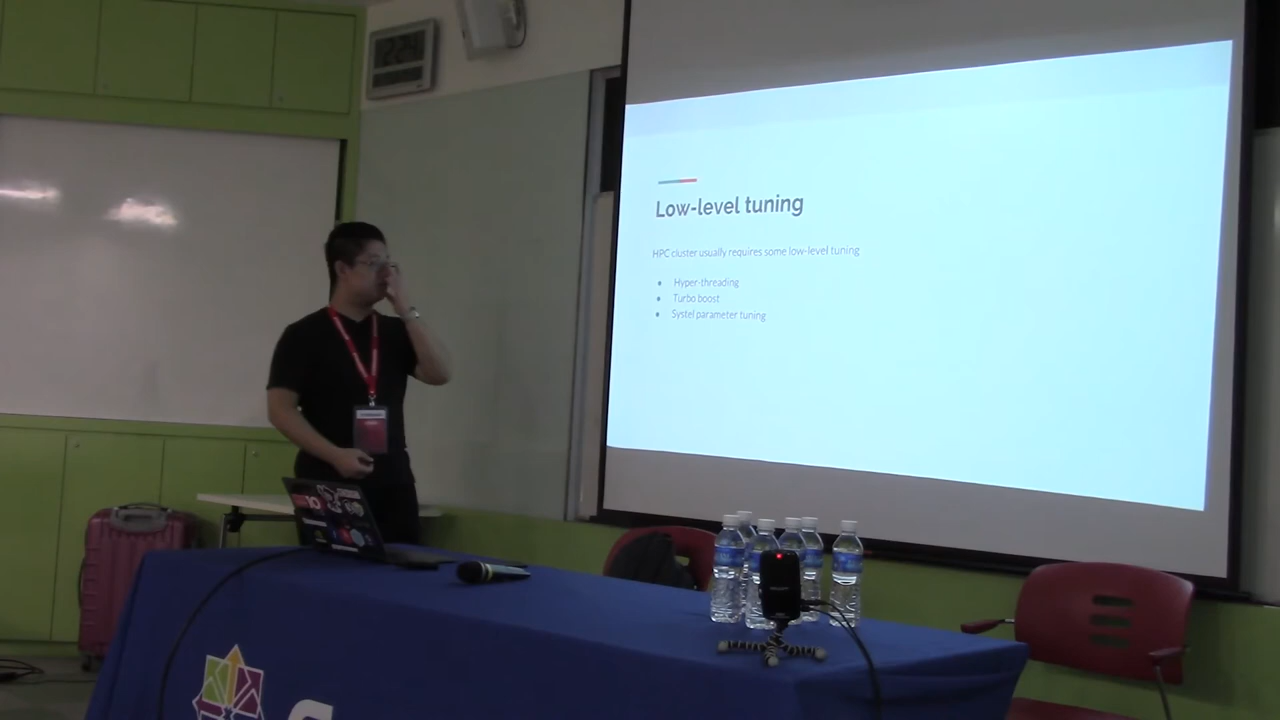 Low-level tuning
HPC cluster usually requires some low-level tuning
Hyper-threading
Turbo boost
Systel parameter tuning